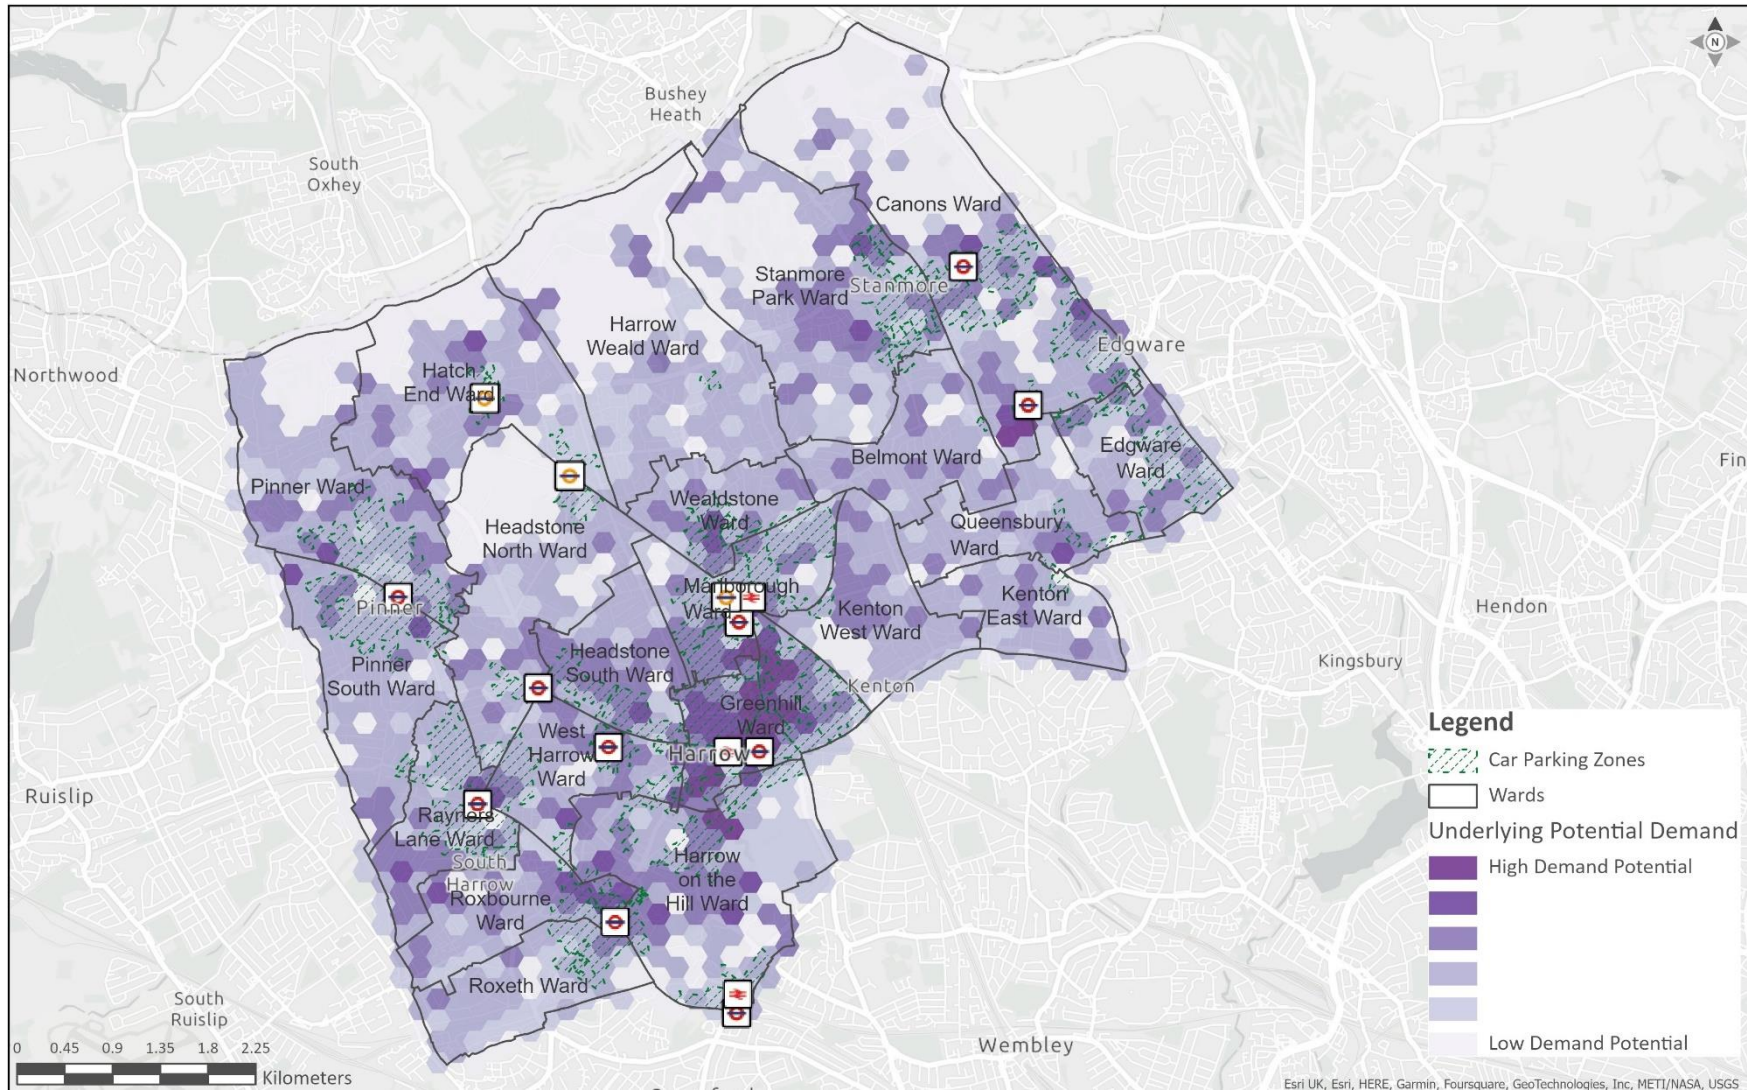 N
Bushey
Heath
South
Oxhey
Canons Ward
Stanmore
Park Ward
Stanmore
Harrow
Weald Ward
Edgware
Northwood
Hatch
End Ward
Edgware
Ward
Fin
Belmont Ward
Pinner Ward
Wealdstone
Ward
Headstone
North Ward
Queensbury
Ward
Marlborough
Ward
Kenton
West Ward
Kenton
East Ward
Hendon
Pinner
Headstone
South Ward
Pinner
South Ward
Kingsbury
Kenton
Greenhill
Ward
West
Harrow
Ward
Harrow
Ruislip
Rayners
Lane Ward
South
Harrow
Harrow
on the
Hill Ward
Roxbourne
Ward
Roxeth Ward
South
Ruislip
Wembley
Legend
Car Parking Zones
Wards
Underlying Potential Demand
High Demand Potential
Low Demand Potential
0 0.45 0.9 1.35 1.8 2.25
Kilometers
Esri UK, Esri, HERE, Garmin, Foursquare, GeoTechnologies, Inc, METI/NASA, USGS